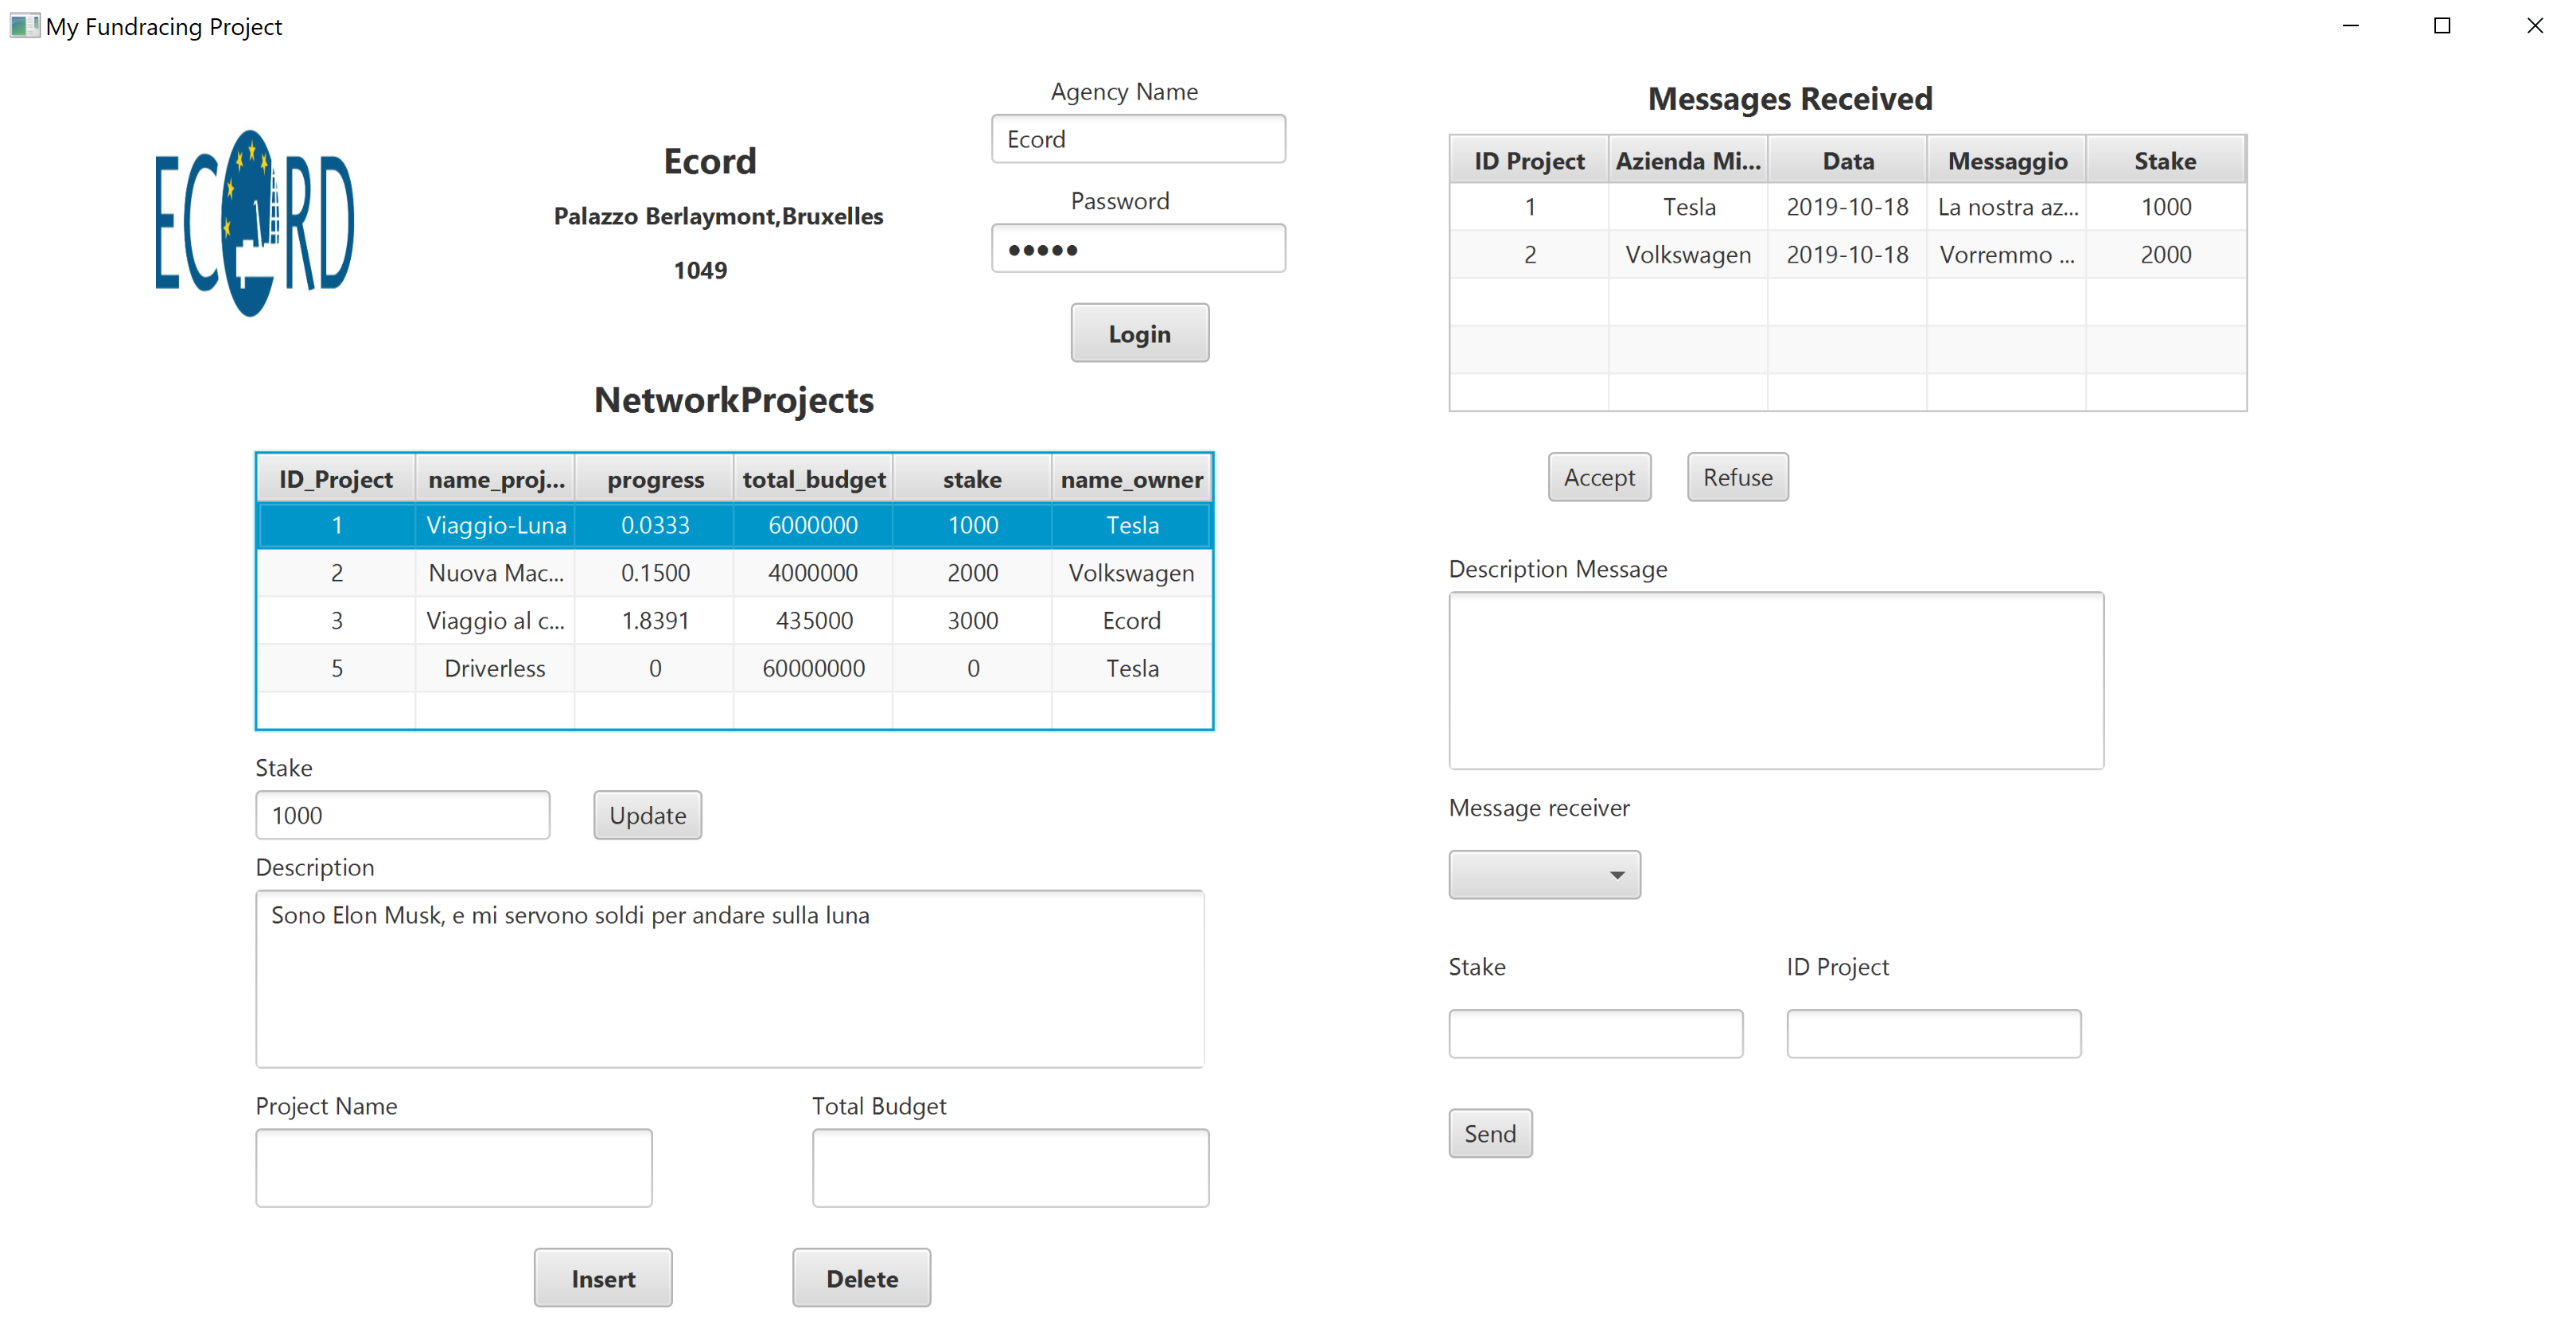 My Fundracing Project
ECORD
Ecord
Palazzo Berlaymont,Bruxelles
1049
Agency Name
Ecord
Password
●●●●●
Login
NetworkProjects
ID_Project name_proj... progress total_budget stake name_owner
1 Viaggio-Luna 0.0333 6000000 1000 Tesla
2 Nuova Mac... 0.1500 4000000 2000 Volkswagen
3 Viaggio al c... 1.8391 435000 3000 Ecord
5 Driverless 0 60000000 0 Tesla
Stake
1000 Update
Description
Sono Elon Musk, e mi servono soldi per andare sulla luna
Project Name Total Budget
Insert Delete
Messages Received
ID Project Azienda Mi... Data Messaggio Stake
1 Tesla 2019-10-18 La nostra az... 1000
2 Volkswagen 2019-10-18 Vorremmo ... 2000
Accept Refuse
Description Message
Message receiver
Stake ID Project
Send